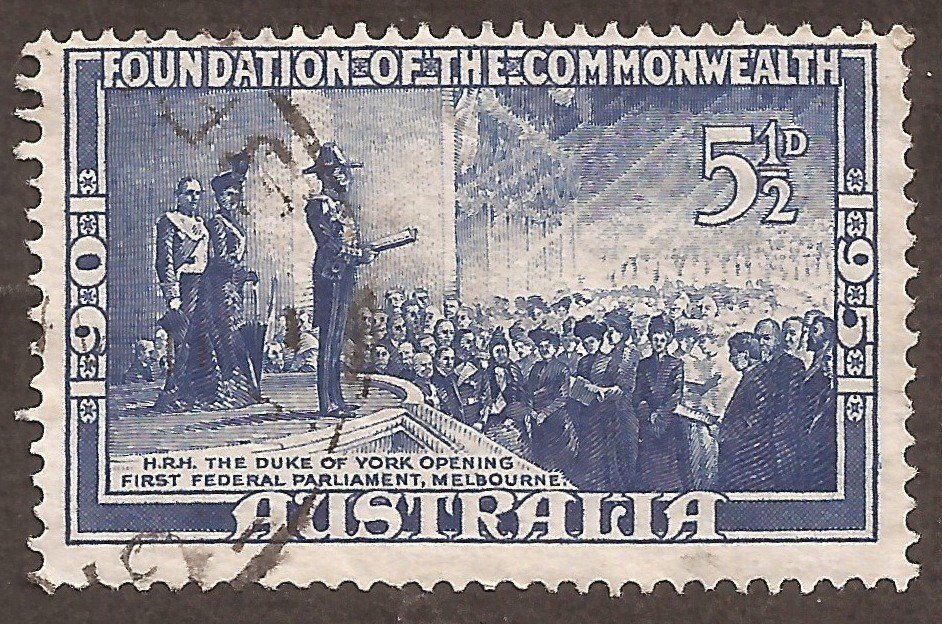 FOUNDATION OF THE COMMONWEALTH
5½D
1901
1951
H.R.H. THE DUKE OF YORK OPENING
FIRST FEDERAL PARLIAMENT, MELBOURNE.
AUSTRALIA